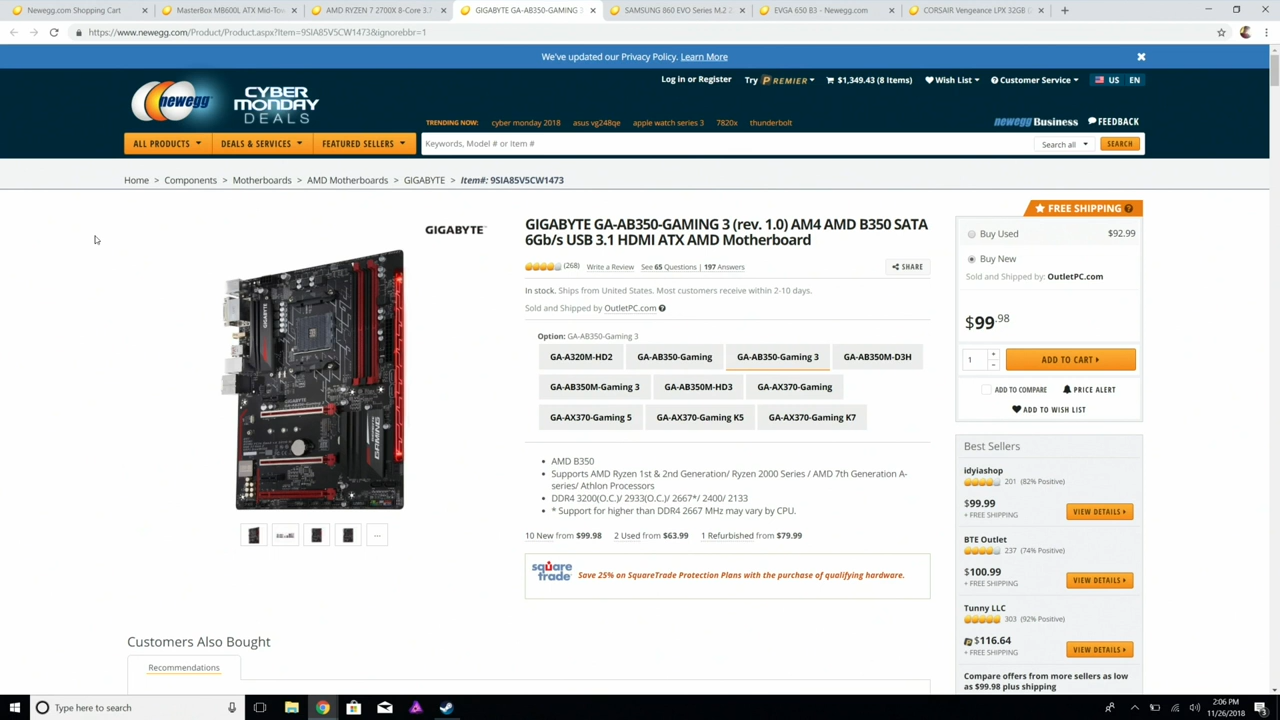 Newegg.com Shopping Cart
MasterBox MB600L ATX Mid-Tow
AMD RYZEN 7 2700X 8-Core 3.7
GIGABYTE GA-AB350-GAMING 3
SAMSUNG 860 EVO Series M.2 2
EVGA 650 B3 - Newegg.com
CORSAIR Vengeance LPX 32GB (
https://www.newegg.com/Product/Product.aspx?Item=9SIA85V5CW1473&ignorebbr=1
We've updated our Privacy Policy. Learn More
Log in or Register
Try PREMIER
$1,349.43 (8 Items)
Wish List
Customer Service
US
EN
newegg
CYBER
MONDAY
DEALS
TRENDING NOW: cyber monday 2018 asus vg248qe apple watch series 3 7820x thunderbolt
neweggBusiness
FEEDBACK
ALL PRODUCTS
DEALS & SERVICES
FEATURED SELLERS
Keywords, Model # or Item #
Search all
SEARCH
Home > Components > Motherboards > AMD Motherboards > GIGABYTE > Item#: 9SIA85V5CW1473
GIGABYTE
GIGABYTE GA-AB350-GAMING 3 (rev. 1.0) AM4 AMD B350 SATA
6Gb/s USB 3.1 HDMI ATX AMD Motherboard
(268) Write a Review See 65 Questions | 197 Answers
SHARE
In stock. Ships from United States. Most customers receive within 2-10 days.
Sold and Shipped by OutletPC.com
Option: GA-AB350-Gaming 3
GA-A320M-HD2
GA-AB350-Gaming
GA-AB350-Gaming 3
GA-AB350M-D3H
GA-AB350M-Gaming 3
GA-AB350M-HD3
GA-AX370-Gaming
GA-AX370-Gaming 5
GA-AX370-Gaming K5
GA-AX370-Gaming K7
AMD B350
Supports AMD Ryzen 1st & 2nd Generation/ Ryzen 2000 Series / AMD 7th Generation A-
series/ Athlon Processors
DDR4 3200(O.C.)/ 2933(O.C.)/ 2667*/ 2400/ 2133
* Support for higher than DDR4 2667 MHz may vary by CPU.
10 New from $99.98 2 Used from $63.99 1 Refurbished from $79.99
square
trade
Save 25% on SquareTrade Protection Plans with the purchase of qualifying hardware.
FREE SHIPPING
Buy Used
$92.99
Buy New
Sold and Shipped by: OutletPC.com
$99.98
1
ADD TO CART
ADD TO COMPARE
PRICE ALERT
ADD TO WISH LIST
Best Sellers
idyiashop
201 (82% Positive)
$99.99
+ FREE SHIPPING
VIEW DETAILS
BTE Outlet
237 (74% Positive)
$100.99
+ FREE SHIPPING
VIEW DETAILS
Tunny LLC
303 (92% Positive)
$116.64
+ FREE SHIPPING
VIEW DETAILS
Compare offers from more sellers as low
as $99.98 plus shipping
Customers Also Bought
Recommendations
GIGABYTE
GAMING
Type here to search
2:06 PM
11/26/2018
3